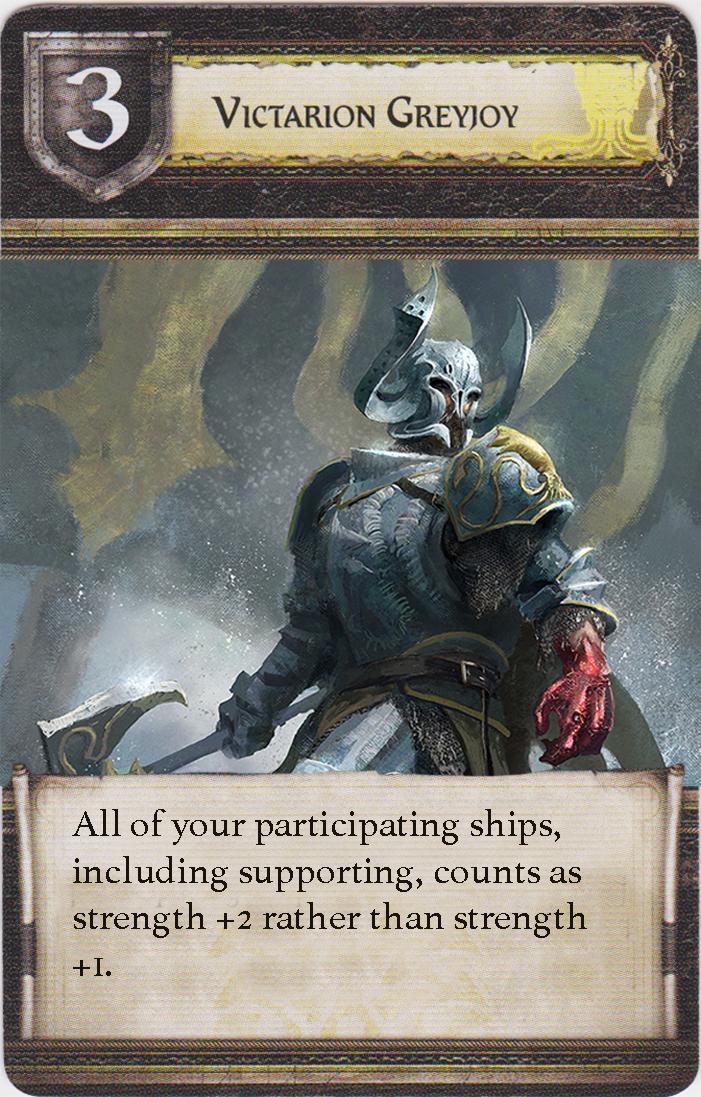 3
Victarion Greyjoy
All of your participating ships,
including supporting, counts as
strength +2 rather than strength
+1.